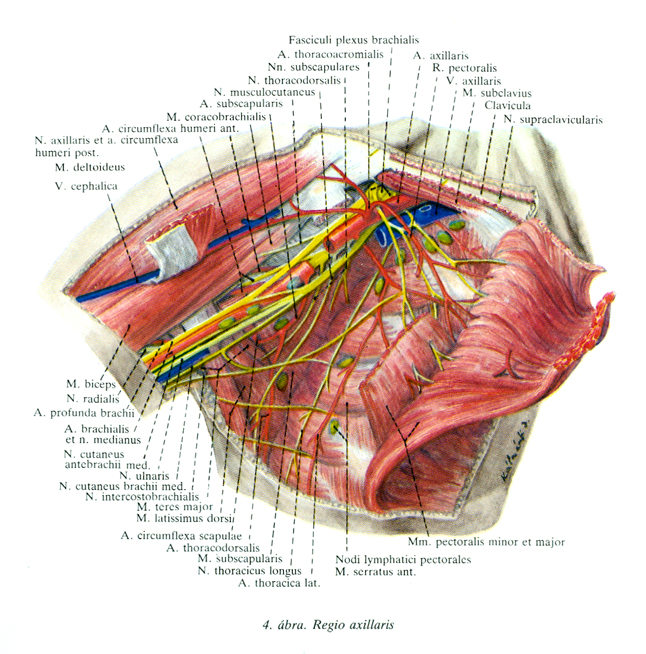 Fasciculi plexus brachialis
A. thoracoacromialis
Nn. subscapulares
N. thoracodorsalis
N. musculocutaneus
A. subscapularis
M. coracobrachialis
A. circumflexa humeri ant.
N. axillaris et a. circumflexa
humeri post.
M. deltoideus
V. cephalica
A. axillaris
R. pectoralis
V. axillaris
M. subclavius
Clavicula
N. supraclavicularis
M. biceps
N. radialis
A. profunda brachii
A. brachialis
et n. medianus
N. cutaneus
antebrachii med.
N. ulnaris
N. cutaneus brachii med.
N. intercostobrachialis
M. teres major
M. latissimus dorsi
A. circumflexa scapulae
A. thoracodorsalis
M. subscapularis
N. thoracicus longus
A. thoracica lat.
Mm. pectoralis minor et major
Nodi lymphatici pectorales
M. serratus ant.
4. ábra. Regio axillaris